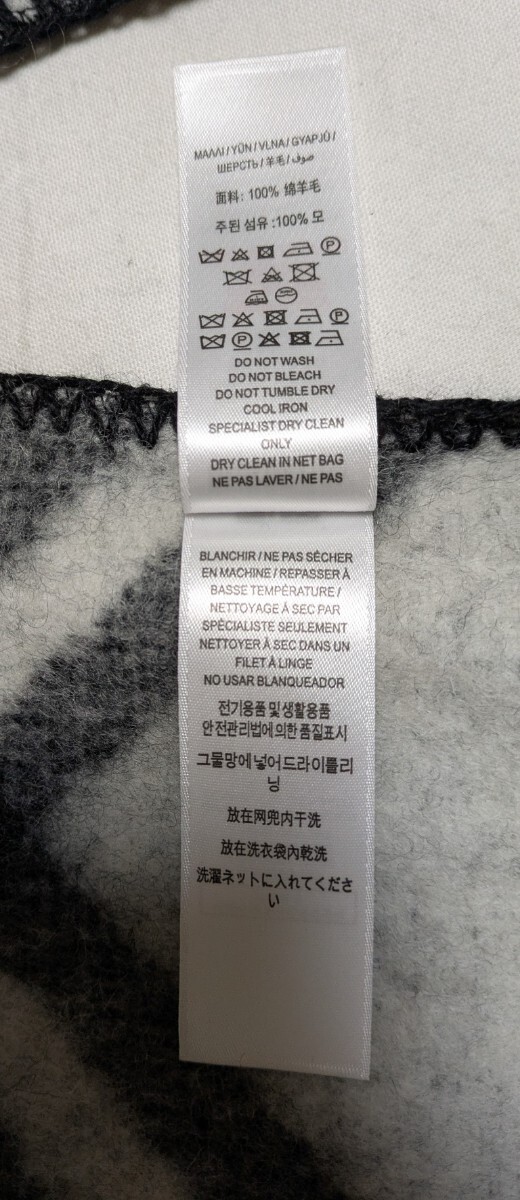 ΜΑΛΛΙ / YÜN / VLNA / GYAPJÚ /
ШЕРСТЬ / 羊毛 / صوف
面料: 100% 绵羊毛
주된 섬유 :100% 모
P
P
P
DO NOT WASH
DO NOT BLEACH
DO NOT TUMBLE DRY
COOL IRON
SPECIALIST DRY CLEAN
ONLY
DRY CLEAN IN NET BAG
NE PAS LAVER / NE PAS
BLANCHIR / NE PAS SÉCHER
EN MACHINE / REPASSER À
BASSE TEMPÉRATURE /
NETTOYAGE À SEC PAR
SPÉCIALISTE SEULEMENT
NETTOYER À SEC DANS UN
FILET À LINGE
NO USAR BLANQUEADOR
전기용품 및 생활용품
안전관리법에 의한 품질표시
그물망에 넣어 드라이클리
닝
放在网兜内干洗
放在洗衣袋內乾洗
洗濯ネットに入れてくださ
い